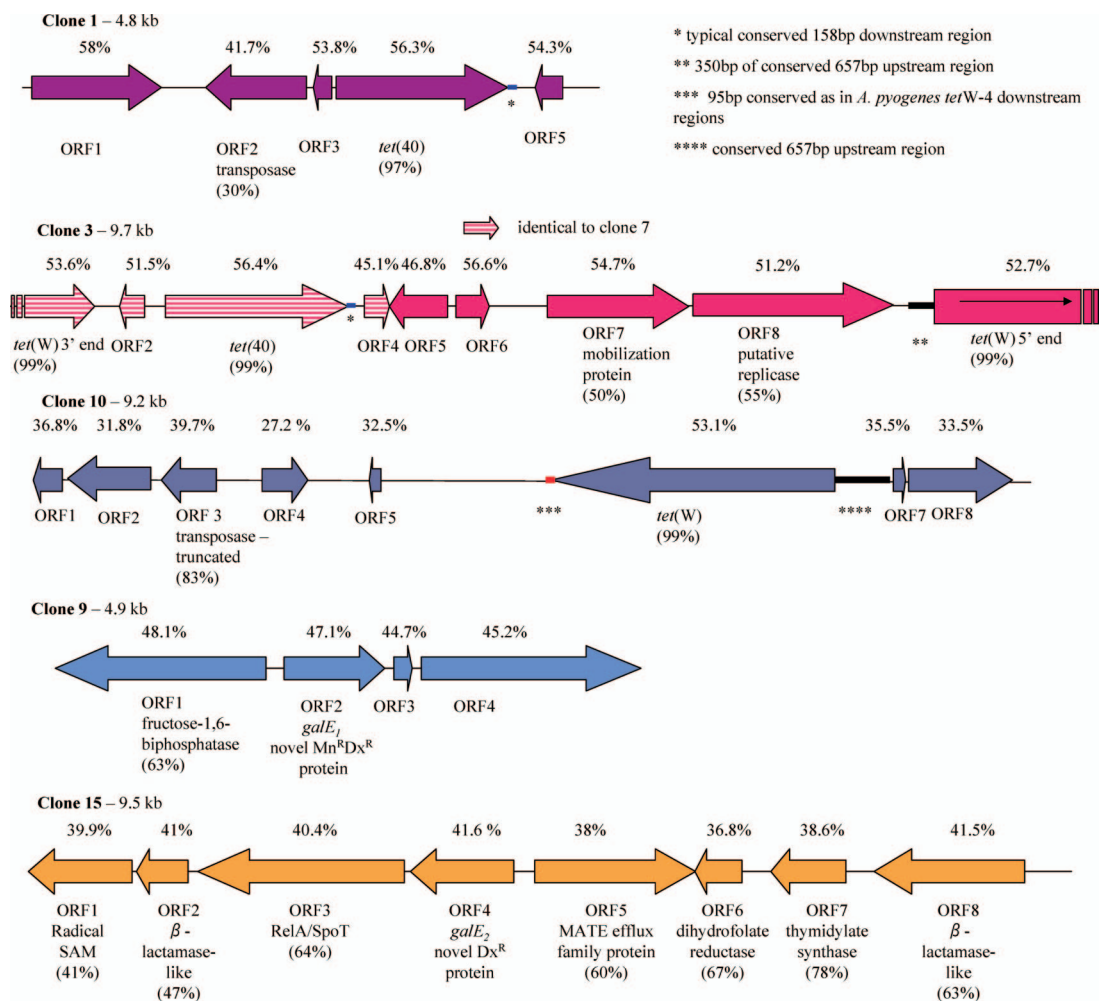 Clone 1 – 4.8 kb
58% 41.7% 53.8% 56.3% 54.3%
* typical conserved 158bp downstream region
** 350bp of conserved 657bp upstream region
*** 95bp conserved as in A. pyogenes tetW-4 downstream
regions
**** conserved 657bp upstream region
*
ORF1 ORF2 ORF3 tet(40) ORF5
transposase (97%)
(30%)
Clone 3 – 9.7 kb
identical to clone 7
53.6% 51.5% 56.4% 45.1% 46.8% 56.6% 54.7% 51.2% 52.7%
* **
tet(W) 3' end ORF2 tet(40) ORF4 ORF5 ORF6 ORF7 ORF8 tet(W) 5' end
(99%) (99%) mobilization putative (99%)
protein replicase
(50%) (55%)
Clone 10 – 9.2 kb
36.8% 31.8% 39.7% 27.2 % 32.5% 53.1% 35.5% 33.5%
*** ****
ORF1 ORF2 ORF 3 ORF4 ORF5 tet(W) ORF7 ORF8
transposase – (99%)
truncated
(83%)
Clone 9 – 4.9 kb
48.1% 47.1% 44.7% 45.2%
ORF1 ORF2 ORF3 ORF4
fructose-1,6- galE1
biphosphatase novel MnRDxR
(63%) protein
Clone 15 – 9.5 kb
39.9% 41% 40.4% 41.6 % 38% 36.8% 38.6% 41.5%
ORF1 ORF2 ORF3 ORF4 ORF5 ORF6 ORF7 ORF8
Radical β - RelA/SpoT galE2 MATE efflux dihydrofolate thymidylate β -
SAM lactamase- (64%) novel DxR family protein reductase synthase lactamase-
(41%) like protein (60%) (67%) (78%) like
(47%) (63%)